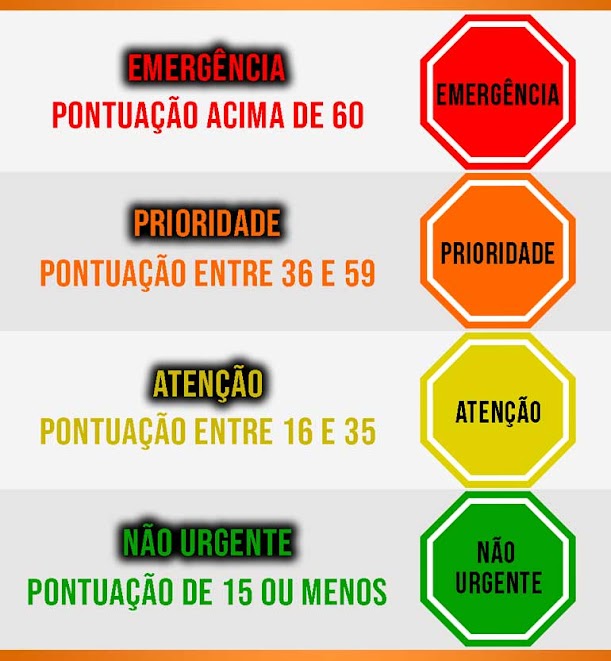 EMERGÊNCIA
PONTUAÇÃO ACIMA DE 60
EMERGÊNCIA
PRIORIDADE
PONTUAÇÃO ENTRE 36 E 59
PRIORIDADE
ATENÇÃO
PONTUAÇÃO ENTRE 16 E 35
ATENÇÃO
NÃO URGENTE
PONTUAÇÃO DE 15 OU MENOS
NÃO
URGENTE